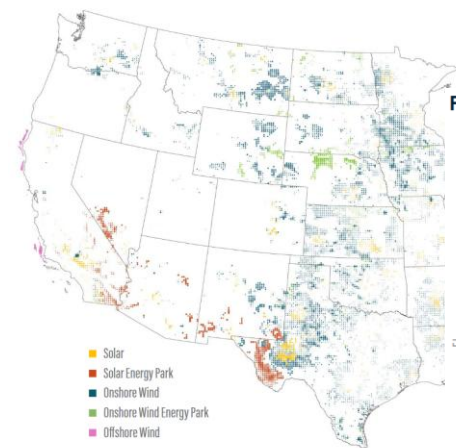 F
Solar
Solar Energy Park
Onshore Wind
Onshore Wind Energy Park
Offshore Wind